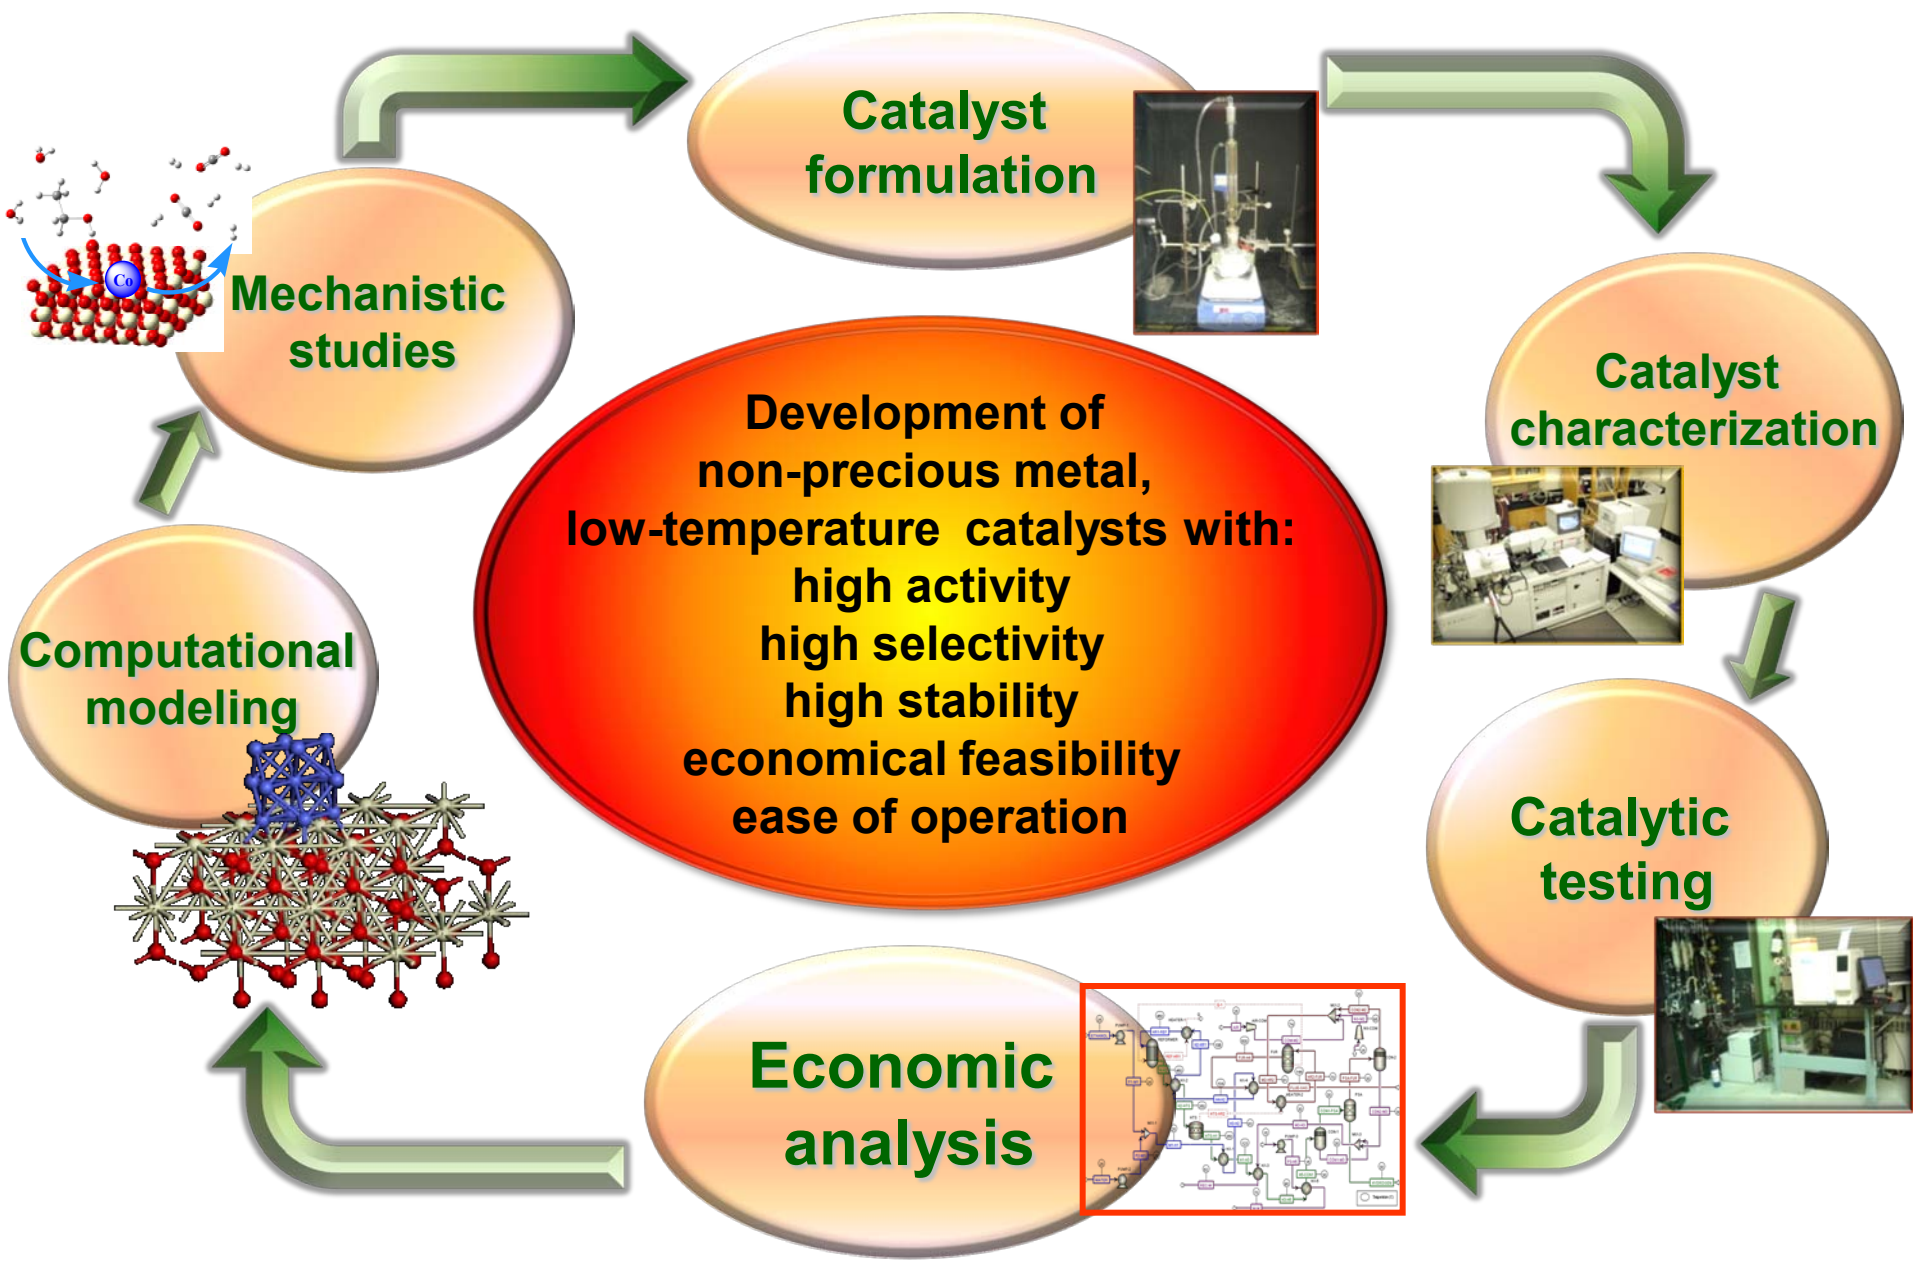 Catalyst
formulation
Mechanistic
studies
Co
Catalyst
characterization
Development of
non-precious metal,
low-temperature catalysts with:
high activity
high selectivity
high stability
economical feasibility
ease of operation
Computational
modeling
Catalytic
testing
Economic
analysis